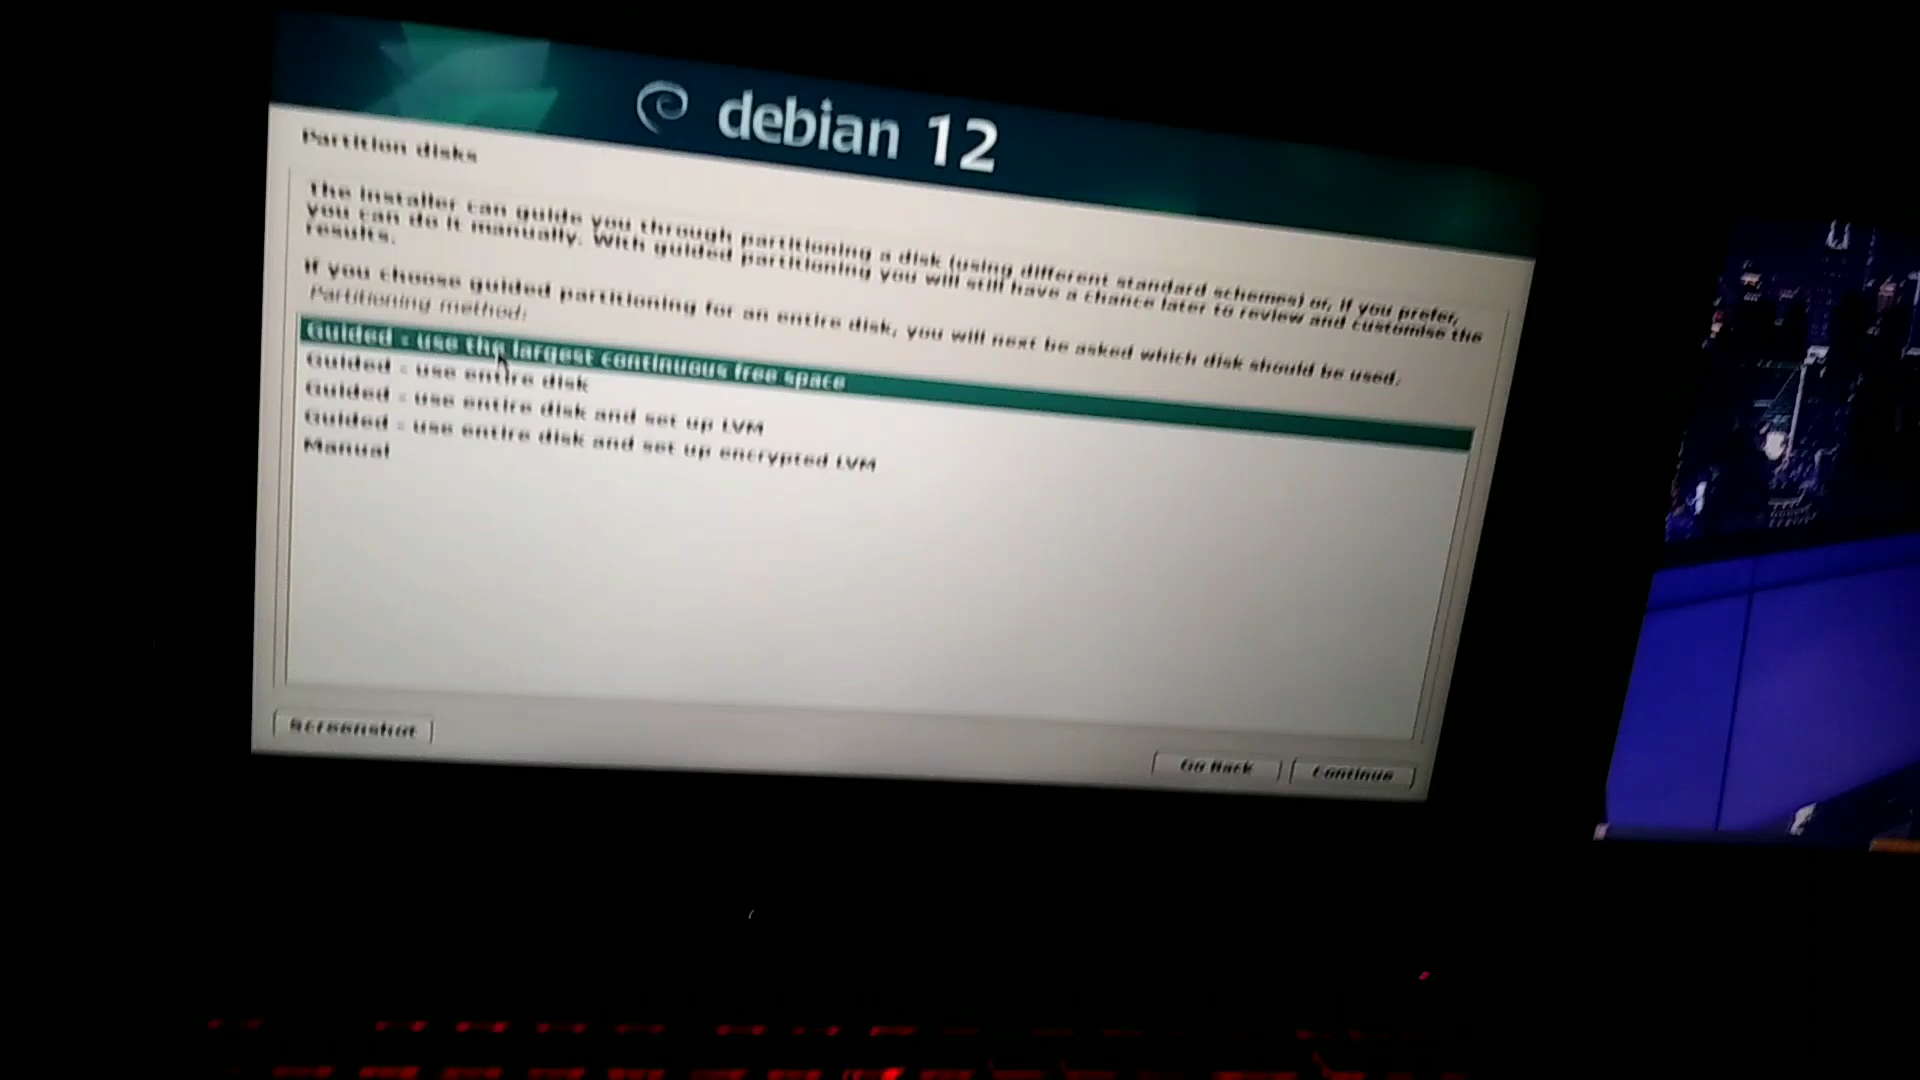 debian 12
Partition disks
The installer can guide you through partitioning a disk (using different standard schemes) or, if you prefer,
you can do it manually. With guided partitioning you will still have a chance later to review and customise the
results.
If you choose guided partitioning for an entire disk, you will next be asked which disk should be used.
Partitioning method:
Guided - use the largest continuous free space
Guided - use entire disk
Guided - use entire disk and set up LVM
Guided - use entire disk and set up encrypted LVM
Manual
Screenshot
Go Back
Continue